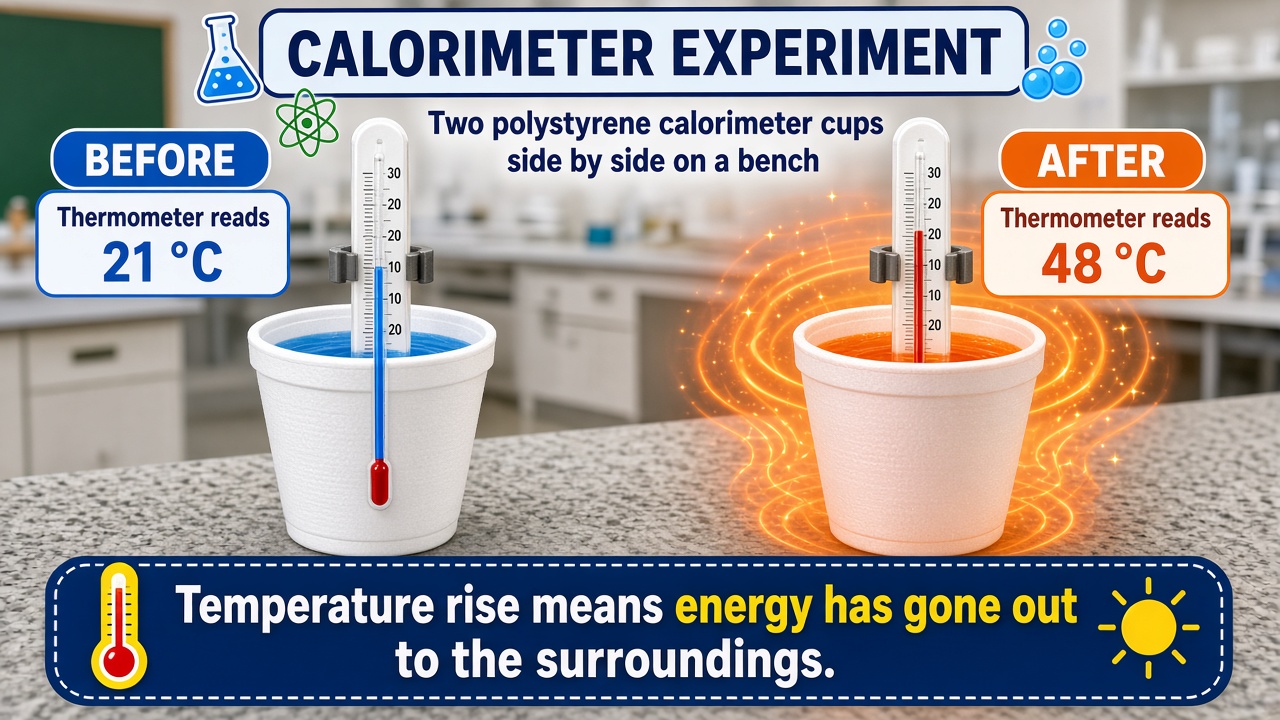 CALORIMETER EXPERIMENT
Two polystyrene calorimeter cups
side by side on a bench
BEFORE
Thermometer reads
21 °C
AFTER
Thermometer reads
48 °C
30
20
20
10
10
20
30
20
20
10
10
20
Temperature rise means energy has gone out
to the surroundings.